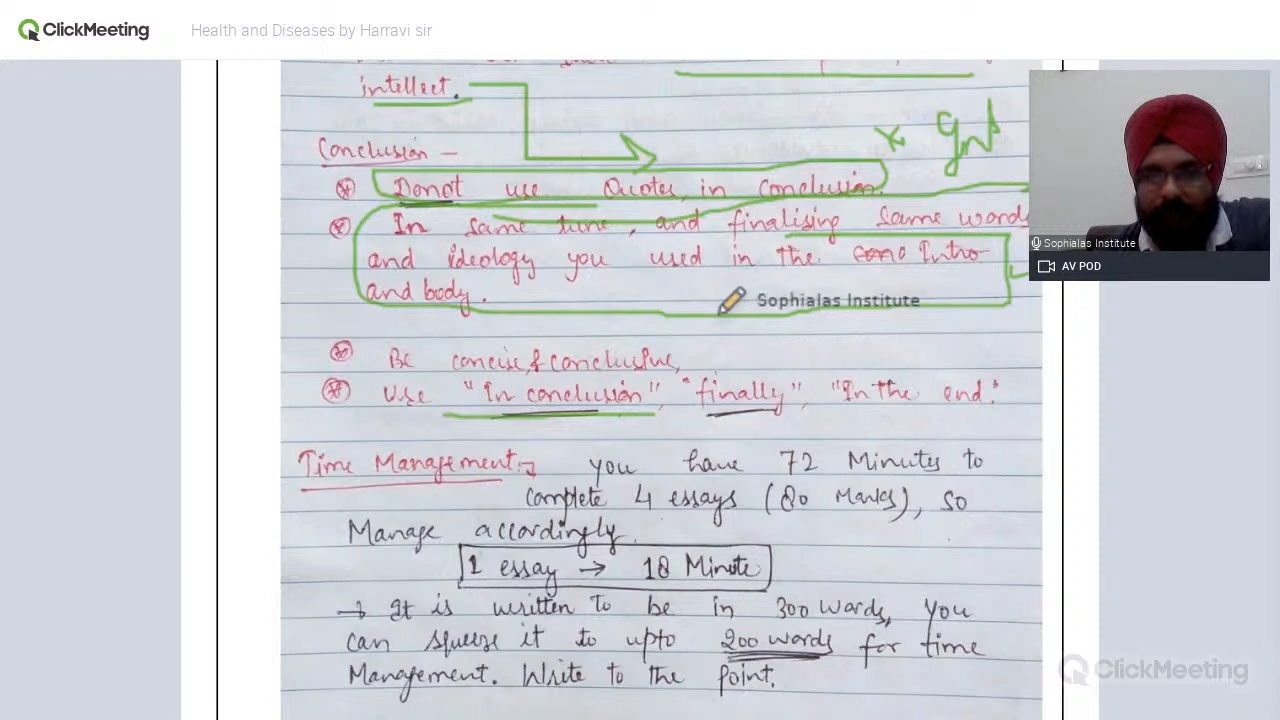 ClickMeeting
Health and Diseases by Harravi sir
intellect.
Conclusion -
Donot use Quotes in conclusion.
In same tune, and finalising same words
and ideology you used in the Intro-
and body.
Sophialas Institute
Be concise & conclusive,
Use "In conclusion", "finally", "In the end."
Time Management:- you have 72 Minutes to
complete 4 essays (80 Marks), so
Manage accordingly.
1 essay → 18 Minute
→ It is written to be in 300 words, you
can squeeze it to upto 200 words for time
Management. Write to the point.
Sophialas Institute
AV POD
ClickMeeting